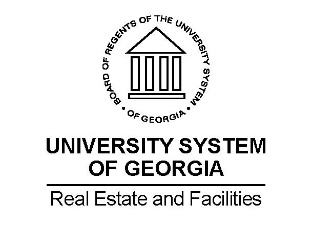 BOARD OF REGENTS OF THE UNIVERSITY SYSTEM
• OF GEORGIA •
UNIVERSITY SYSTEM
OF GEORGIA
Real Estate and Facilities